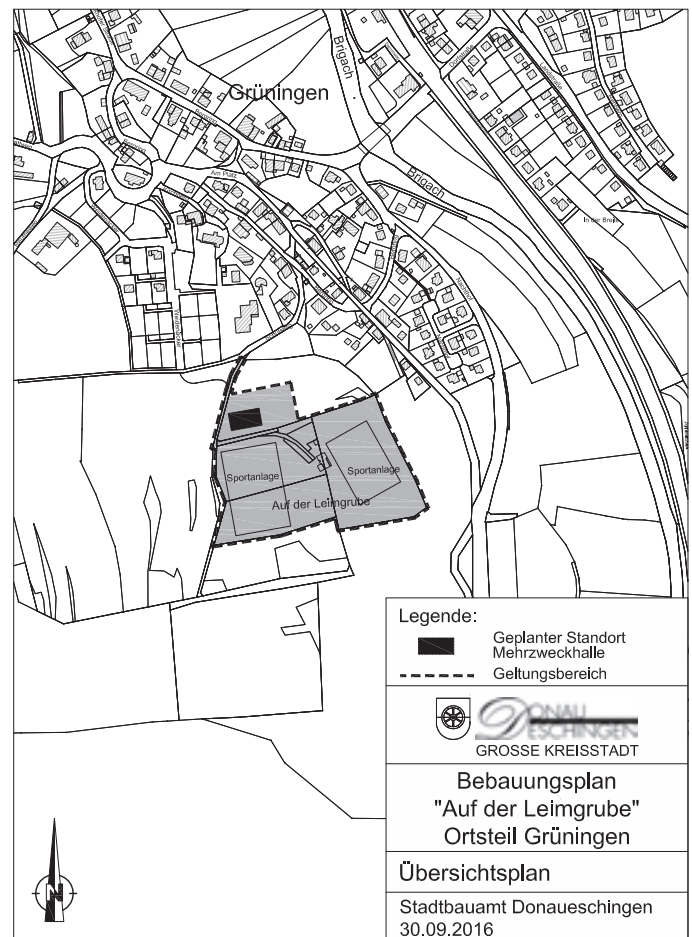 Grüningen
Brigach
Brigach
Am Platz
In der Breite
Sportanlage
Sportanlage
Auf der Leimgrube
Legende:
Geplanter Standort
Mehrzweckhalle
Geltungsbereich
DONAU
ESCHINGEN
GROSSE KREISSTADT
Bebauungsplan
"Auf der Leimgrube"
Ortsteil Grüningen
Übersichtsplan
Stadtbauamt Donaueschingen
30.09.2016
N